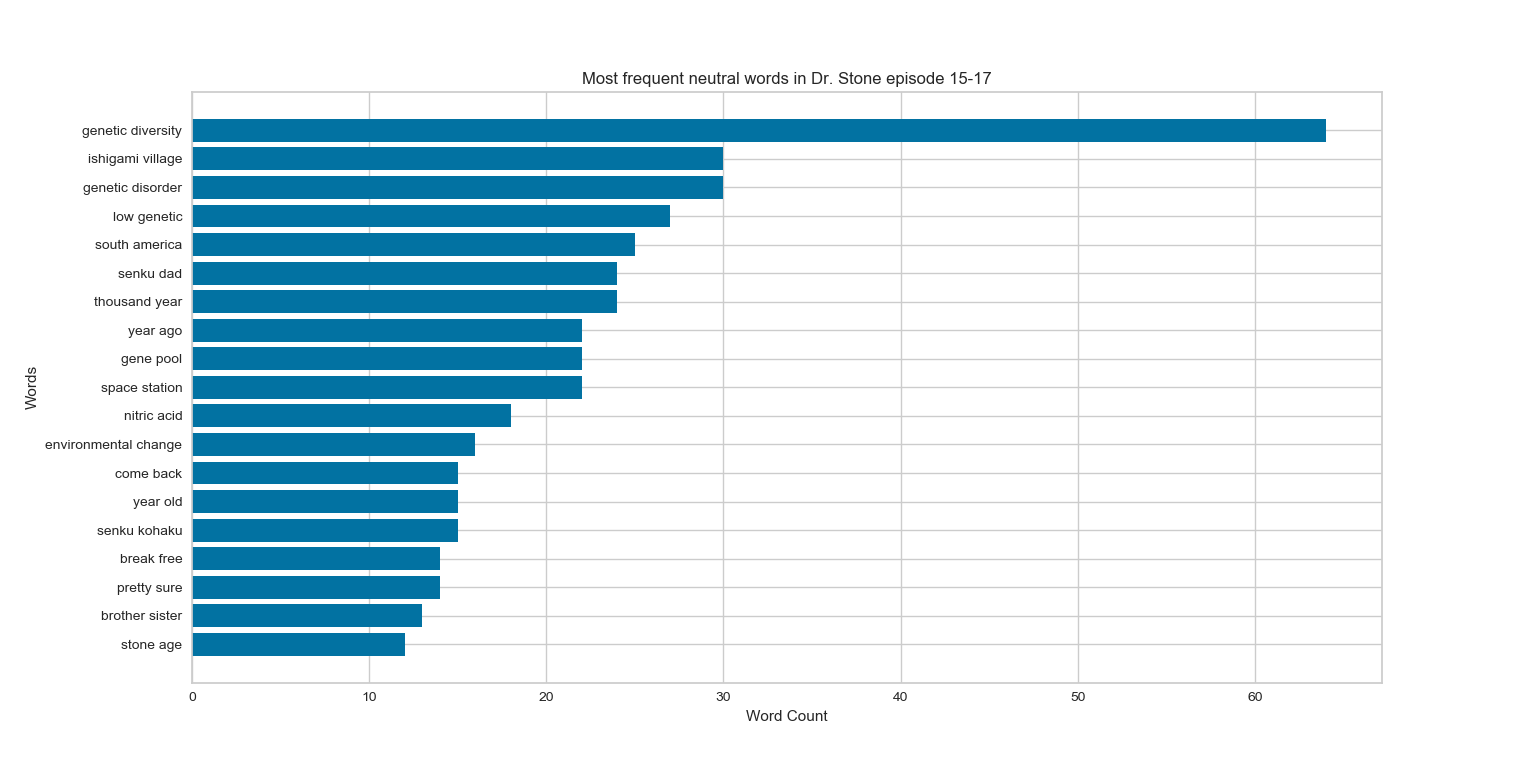 Most frequent neutral words in Dr. Stone episode 15-17
genetic diversity
ishigami village
genetic disorder
low genetic
south america
senku dad
thousand year
year ago
gene pool
space station
nitric acid
environmental change
come back
year old
senku kohaku
break free
pretty sure
brother sister
stone age
Words
0 10 20 30 40 50 60
Word Count